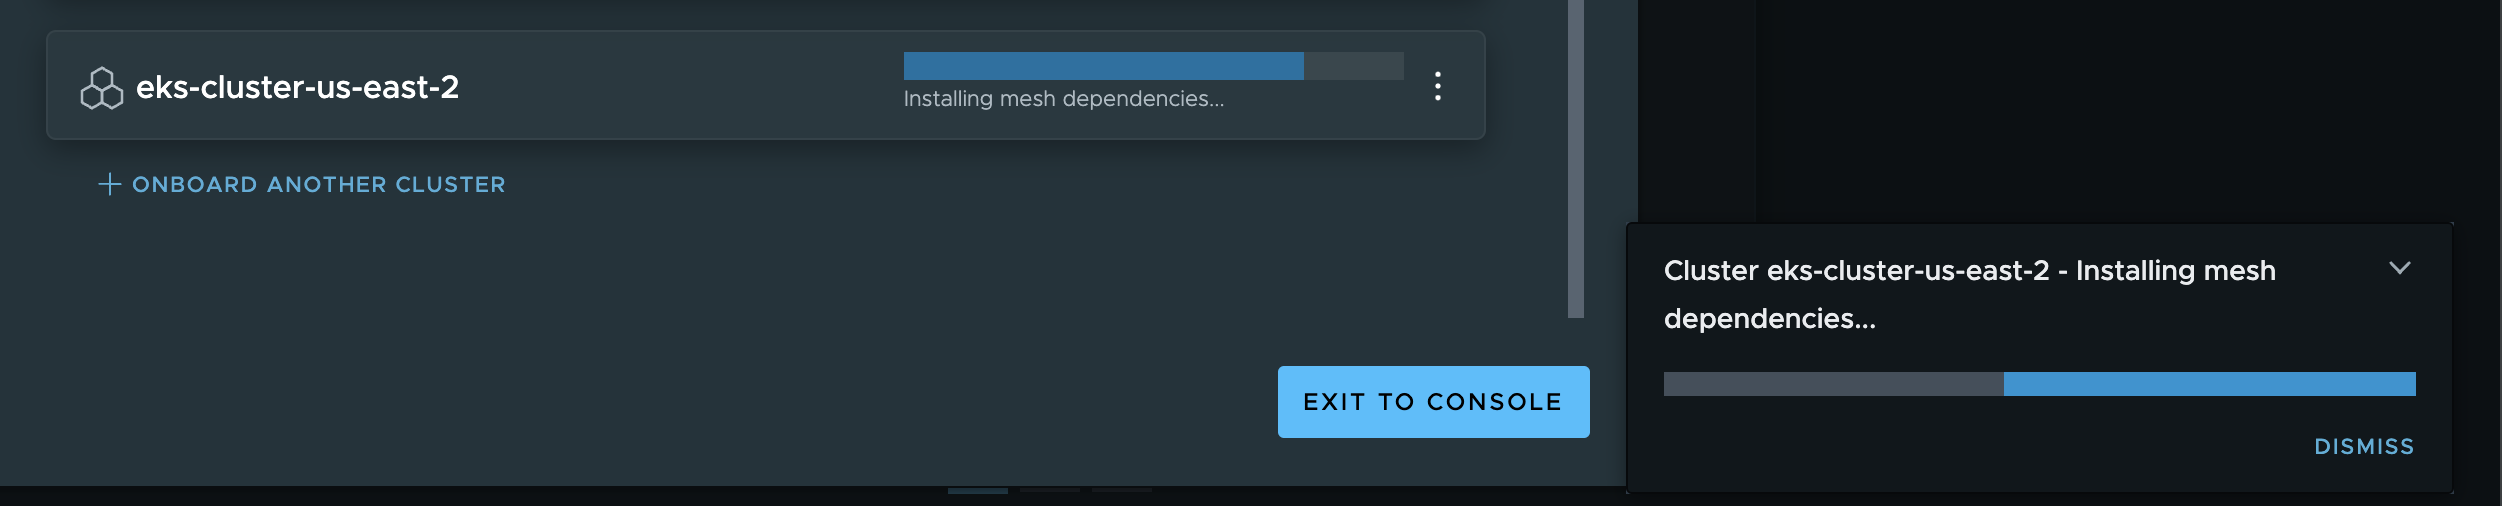 eks-cluster-us-east-2
Installing mesh dependencies...
ONBOARD ANOTHER CLUSTER
EXIT TO CONSOLE
Cluster eks-cluster-us-east-2 - Installing mesh
dependencies...
DISMISS